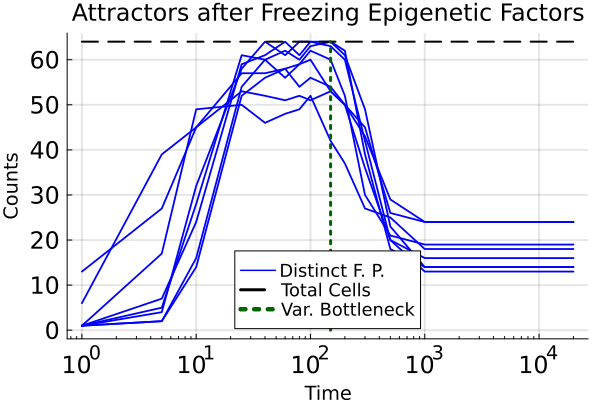 Attractors after Freezing Epigenetic Factors
60
50
40
30
20
10
0
Counts
Distinct F. P.
Total Cells
Var. Bottleneck
10^0 10^1 10^2 10^3 10^4
Time